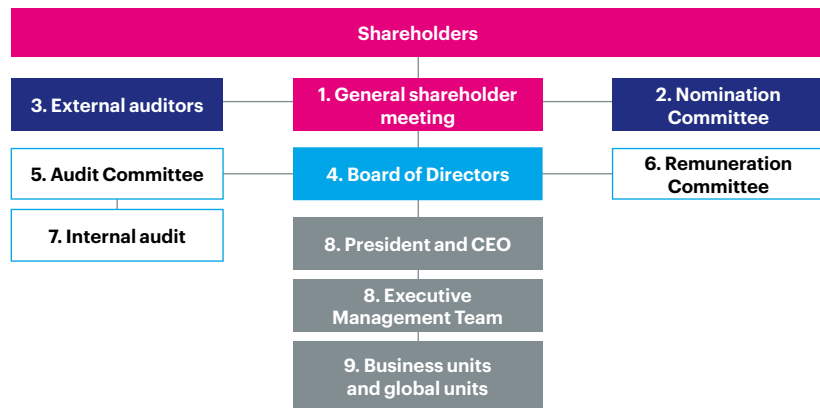 Shareholders
3. External auditors
1. General shareholder
meeting
2. Nomination
Committee
5. Audit Committee
4. Board of Directors
6. Remuneration
Committee
7. Internal audit
8. President and CEO
8. Executive
Management Team
9. Business units
and global units